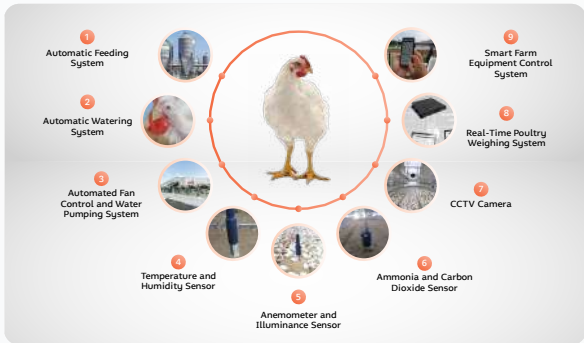 1
Automatic Feeding
System
2
Automatic Watering
System
3
Automated Fan
Control and Water
Pumping System
4
Temperature and
Humidity Sensor
5
Anemometer and
Illuminance Sensor
6
Ammonia and Carbon
Dioxide Sensor
7
CCTV Camera
8
Real-Time Poultry
Weighing System
9
Smart Farm
Equipment Control
System